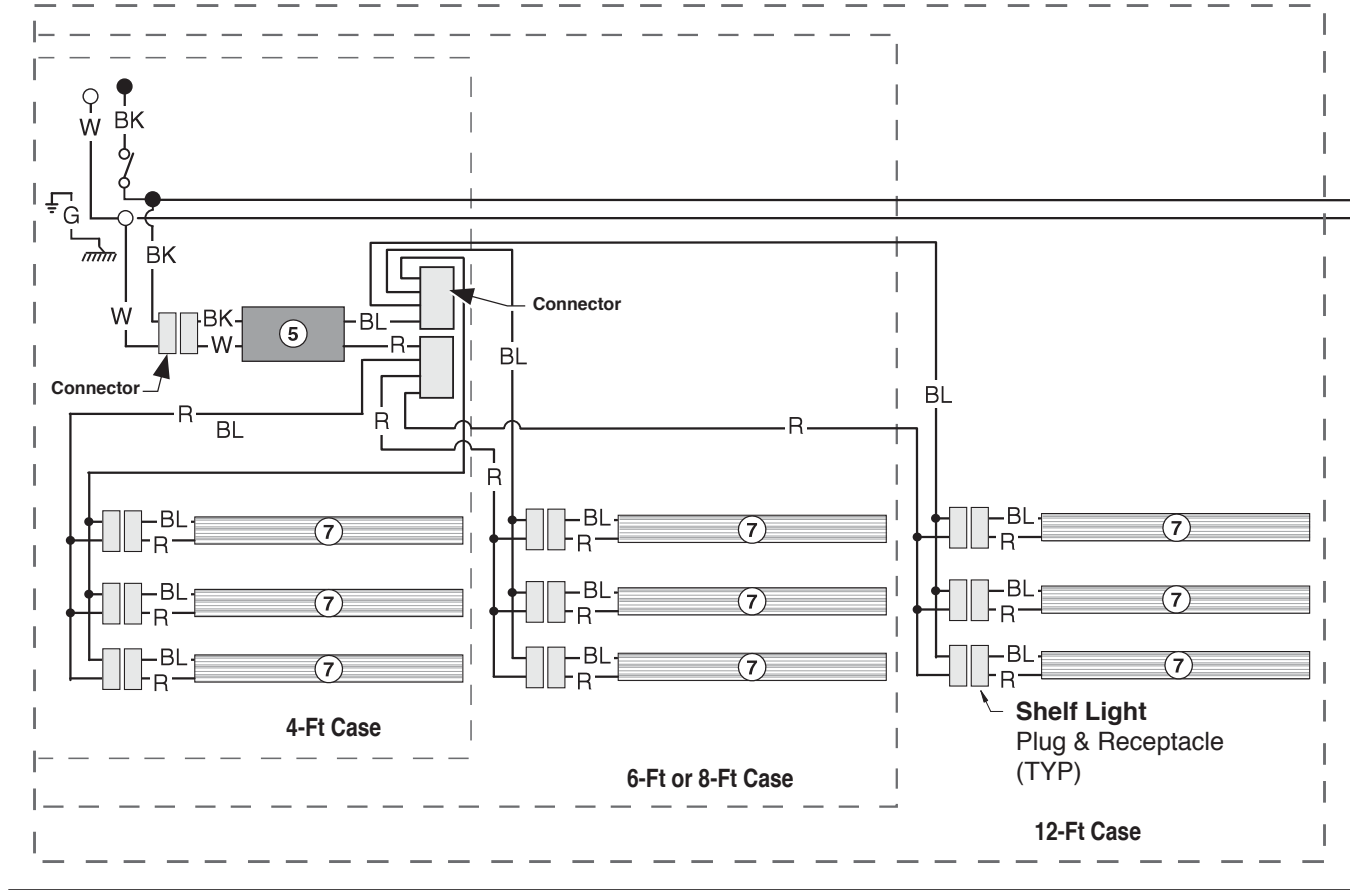 W
BK
G
BK
W
BK
5
BL
W
R
Connector
Connector
BL
BL
R
BL
R
R
R
BL
7
R
BL
7
R
BL
7
R
BL
7
R
BL
7
R
BL
7
R
BL
7
R
BL
7
R
BL
7
R
4-Ft Case
6-Ft or 8-Ft Case
Shelf Light
Plug & Receptacle
(TYP)
12-Ft Case